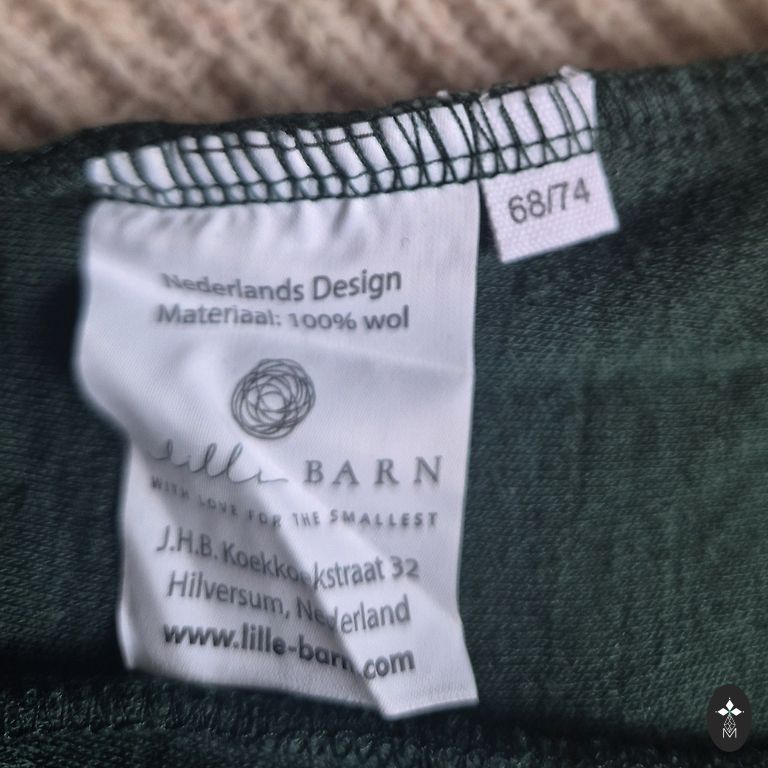 68/74
Nederlands Design
Materiaal: 100% wol
lille BARN
WITH LOVE FOR THE SMALLEST
J.H.B. Koekkoekstraat 32
Hilversum, Nederland
www.lille-barn.com
M